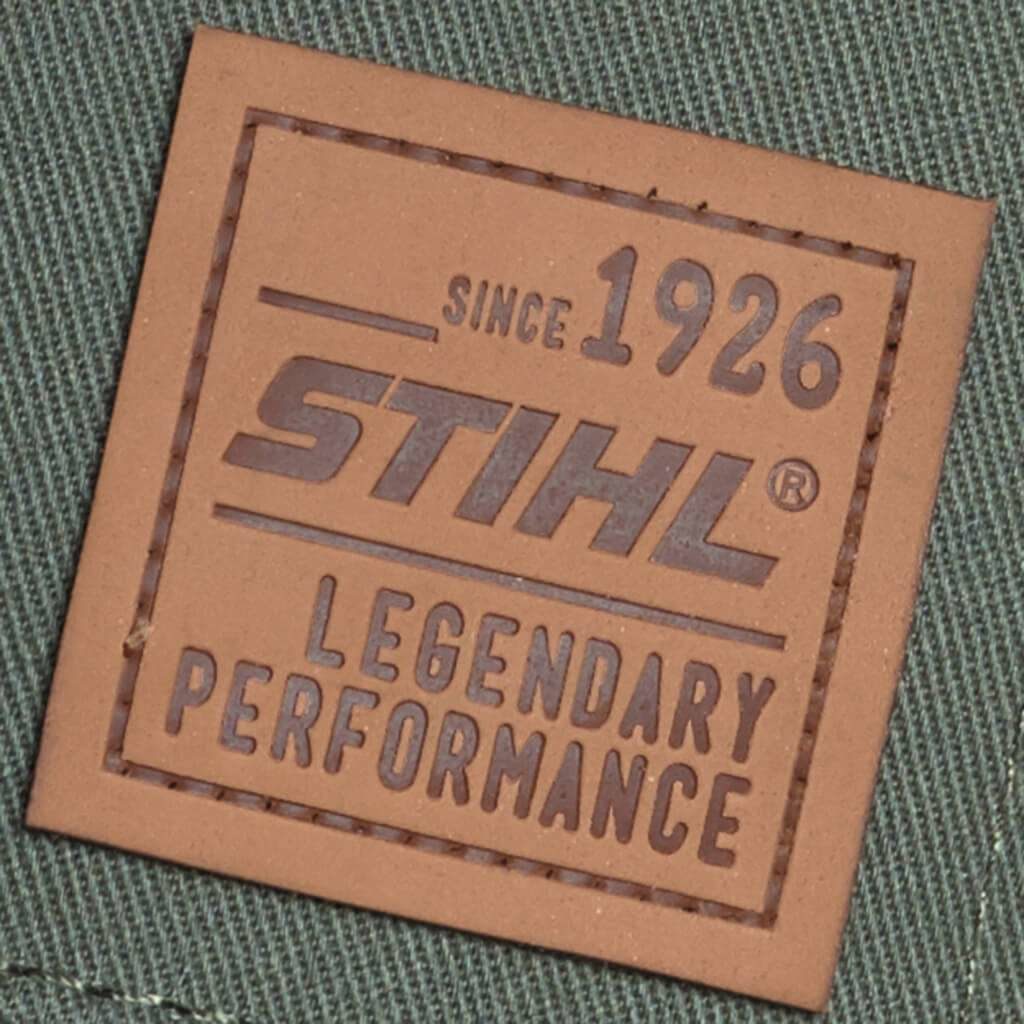 SINCE 1926
STIHL®
LEGENDARY
PERFORMANCE